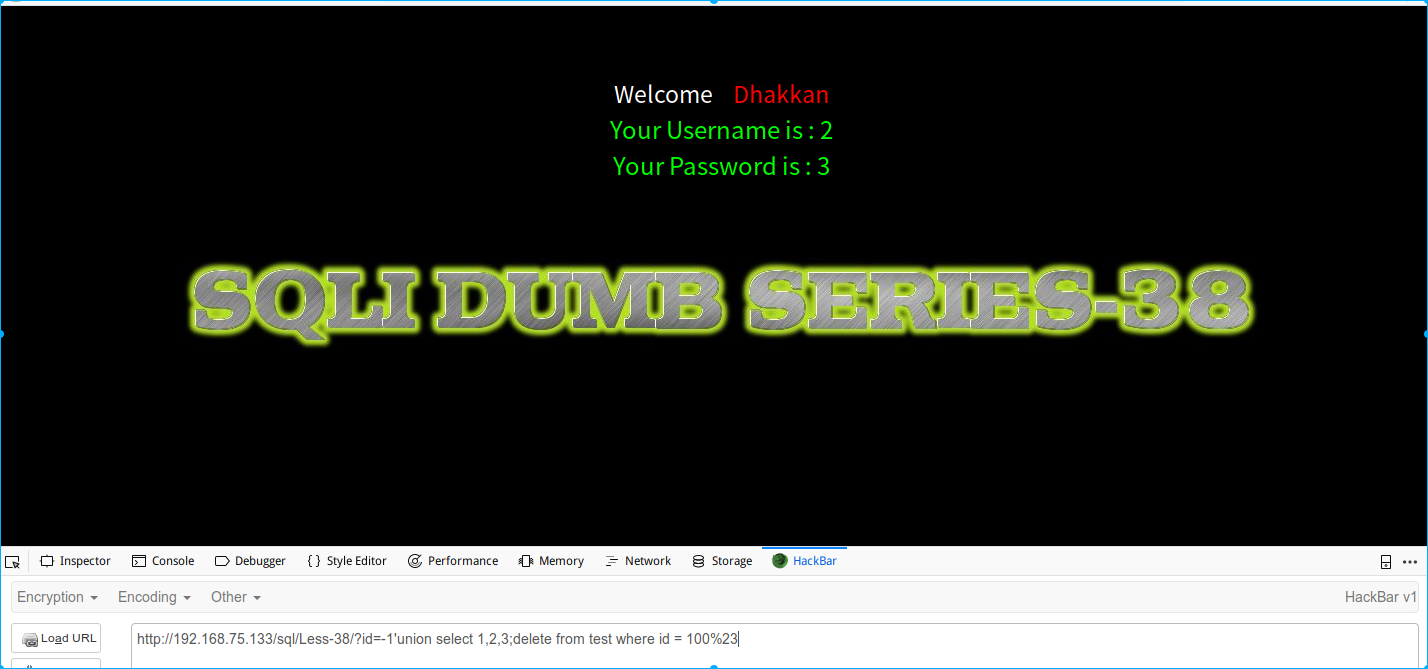 Welcome Dhakkan
Your Username is : 2
Your Password is : 3
SQLI DUMB SERIES-38
Inspector Console Debugger Style Editor Performance Memory Network Storage HackBar
Encryption Encoding Other HackBar v1
Load URL http://192.168.75.133/sql/Less-38/?id=-1'union select 1,2,3;delete from test where id = 100%23